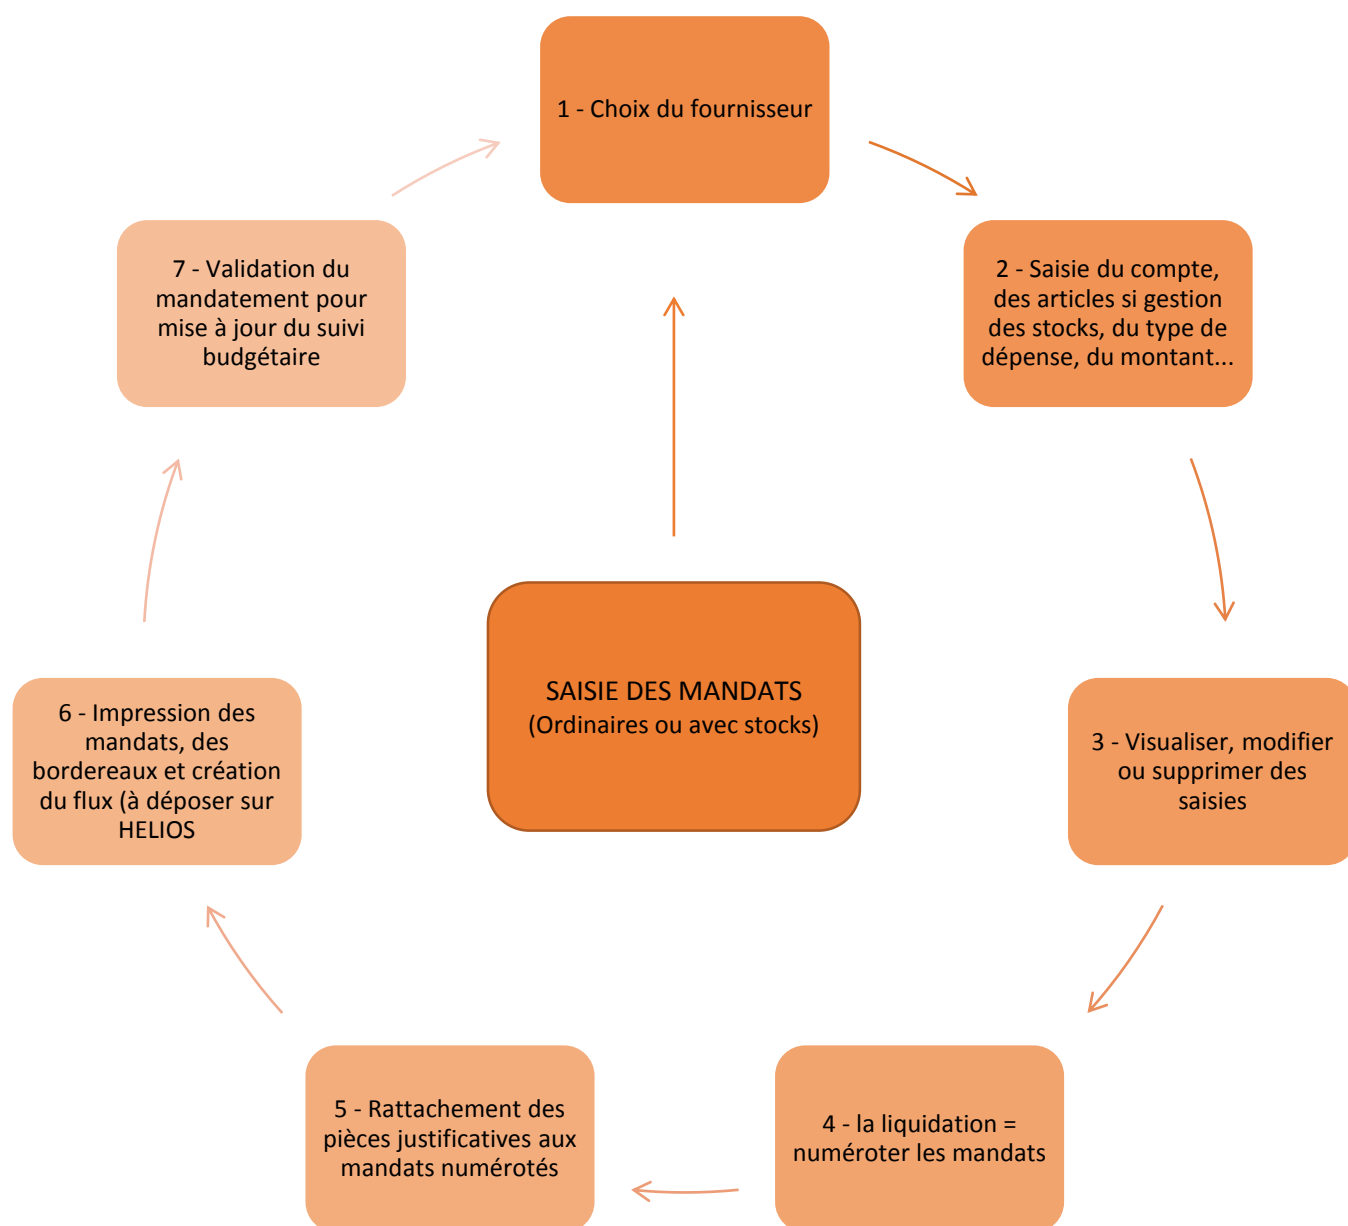 1 - Choix du fournisseur
2 - Saisie du compte,
des articles si gestion
des stocks, du type de
dépense, du montant...
3 - Visualiser, modifier
ou supprimer des
saisies
4 - la liquidation =
numéroter les mandats
5 - Rattachement des
pièces justificatives aux
mandats numérotés
6 - Impression des
mandats, des
bordereaux et création
du flux (à déposer sur
HELIOS
7 - Validation du
mandatement pour
mise à jour du suivi
budgétaire
SAISIE DES MANDATS
(Ordinaires ou avec stocks)